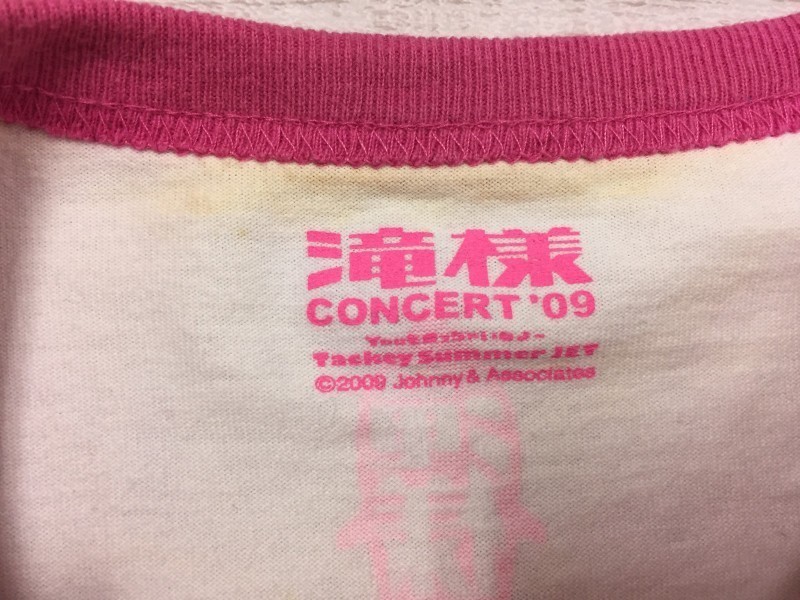 滝様
CONCERT '09
Tackey Summer JET
©2009 Johnny & Associates